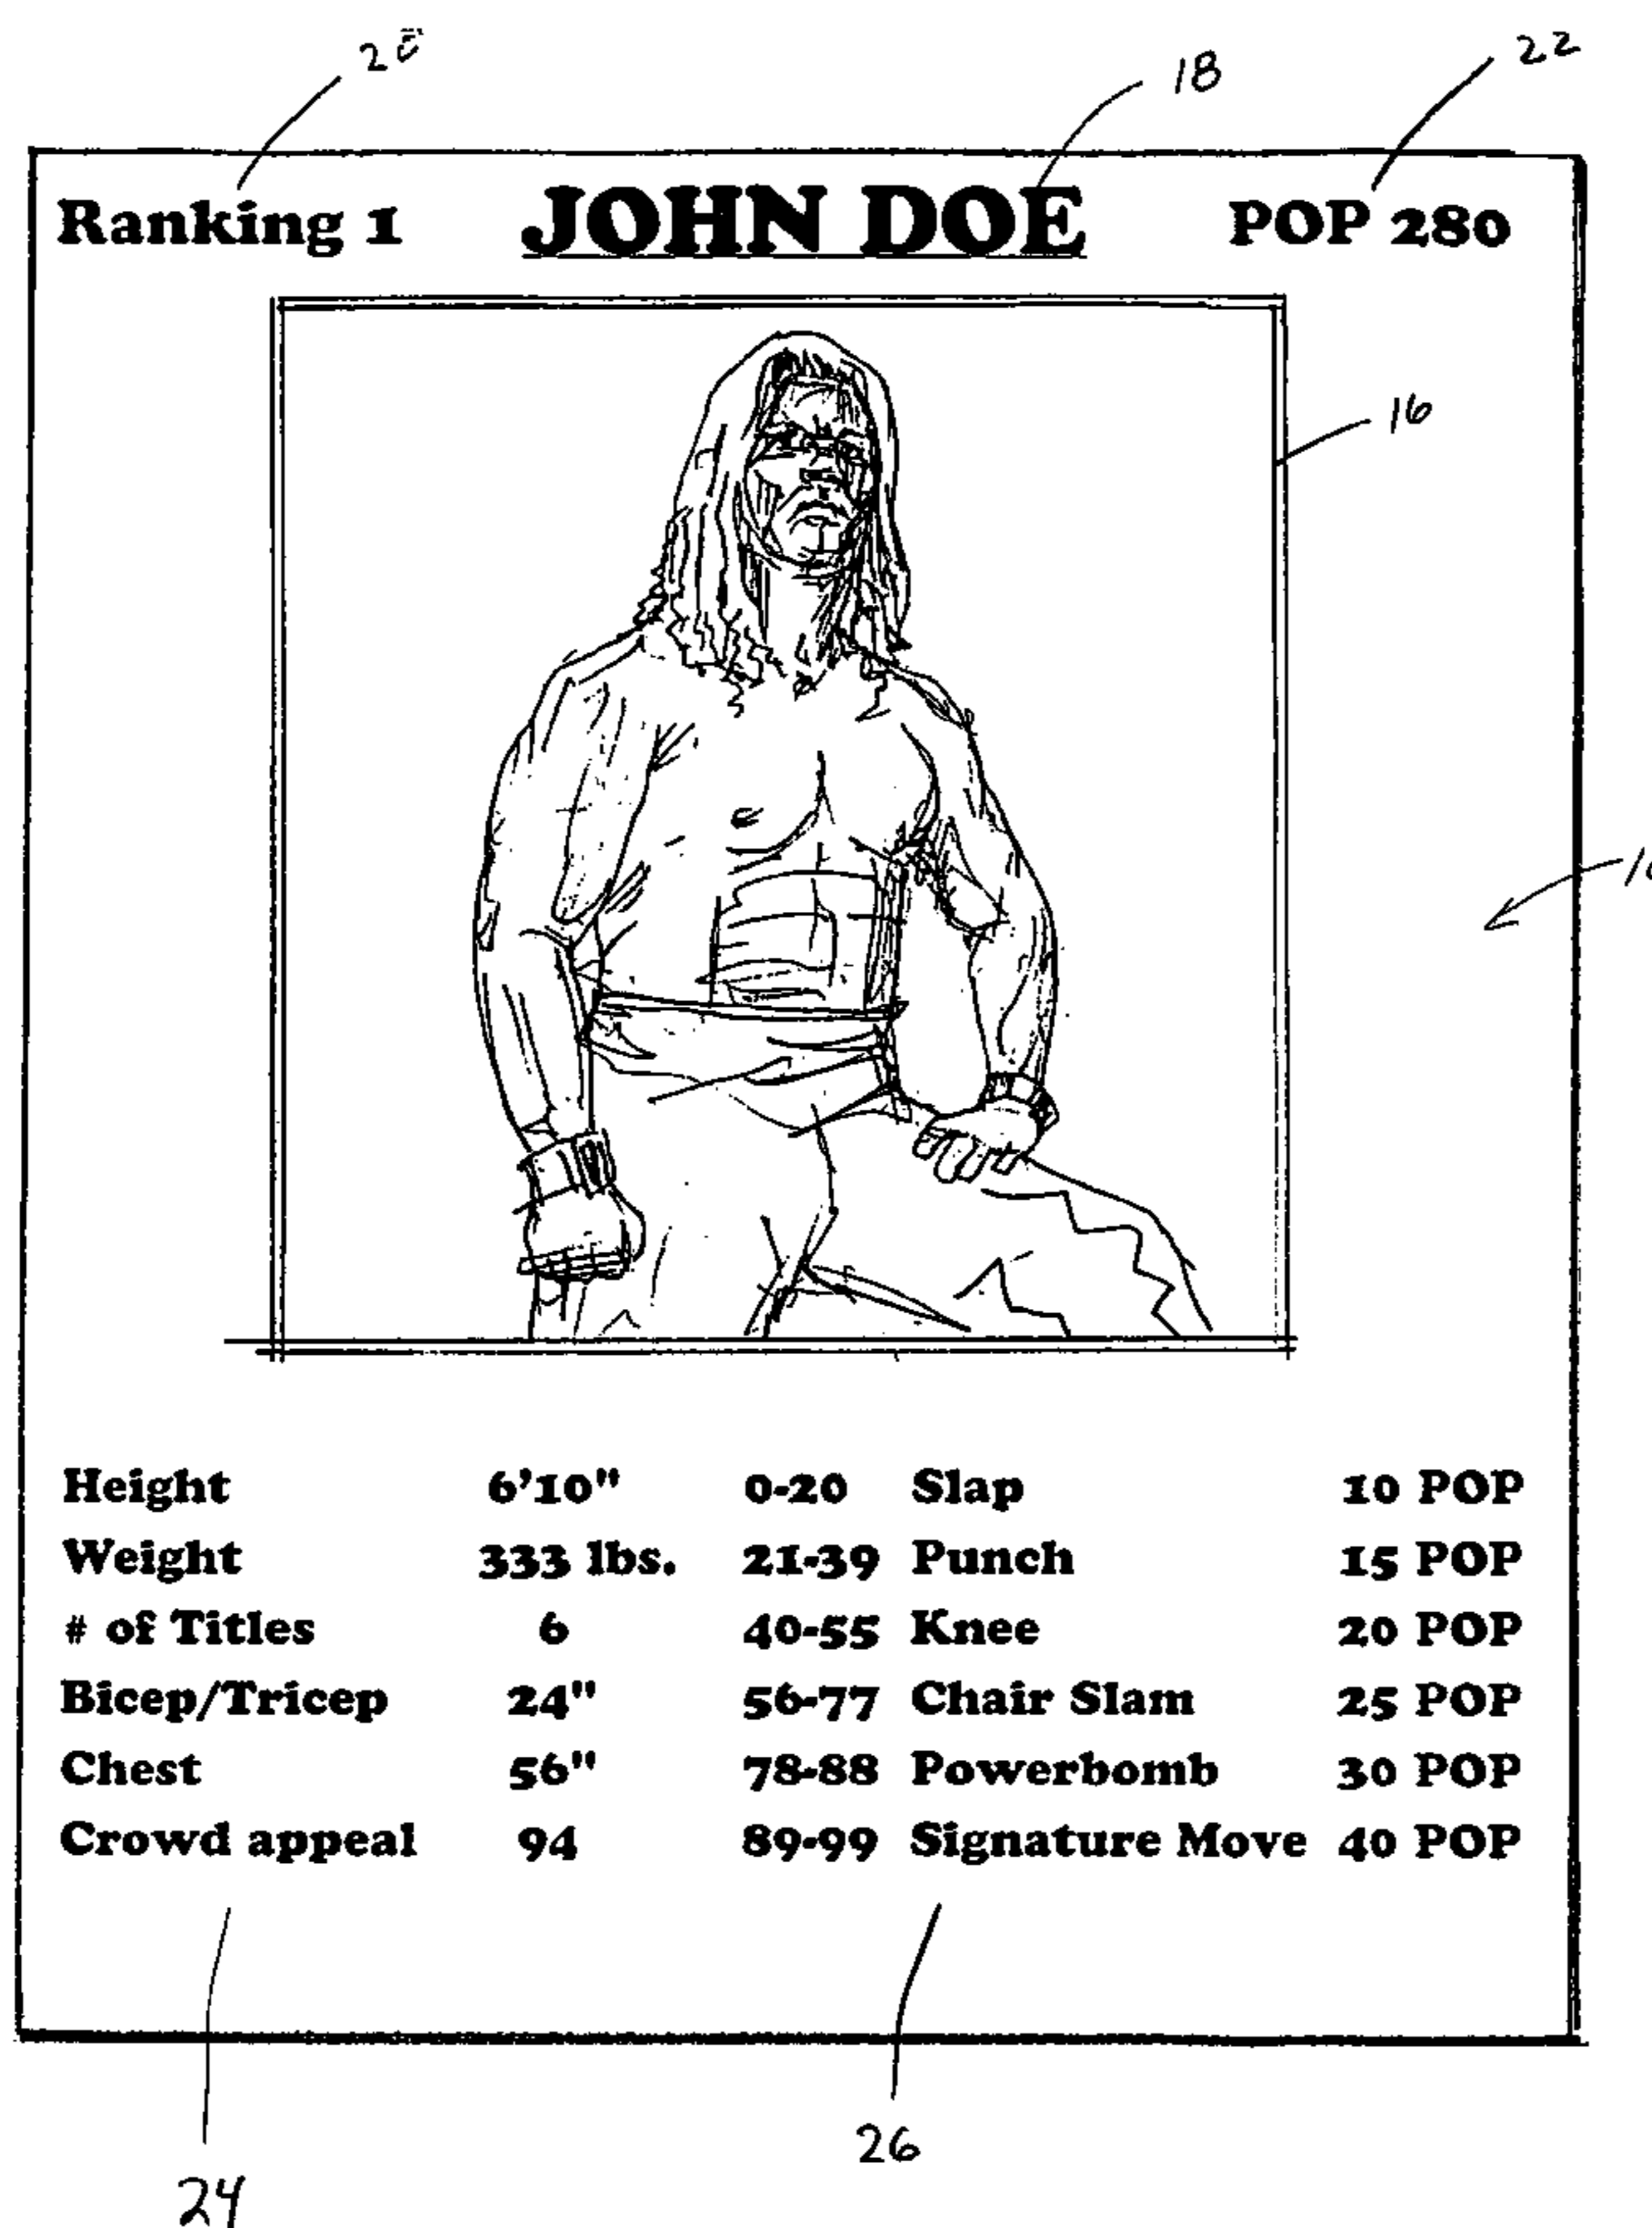 18
22
Ranking 1 JOHN DOE POP 280
16
Height 6'10" 0-20 Slap 10 POP
Weight 333 lbs. 21-39 Punch 15 POP
# of Titles 6 40-55 Knee 20 POP
Bicep/Tricep 24" 56-77 Chair Slam 25 POP
Chest 56" 78-88 Powerbomb 30 POP
Crowd appeal 94 89-99 Signature Move 40 POP
26
24